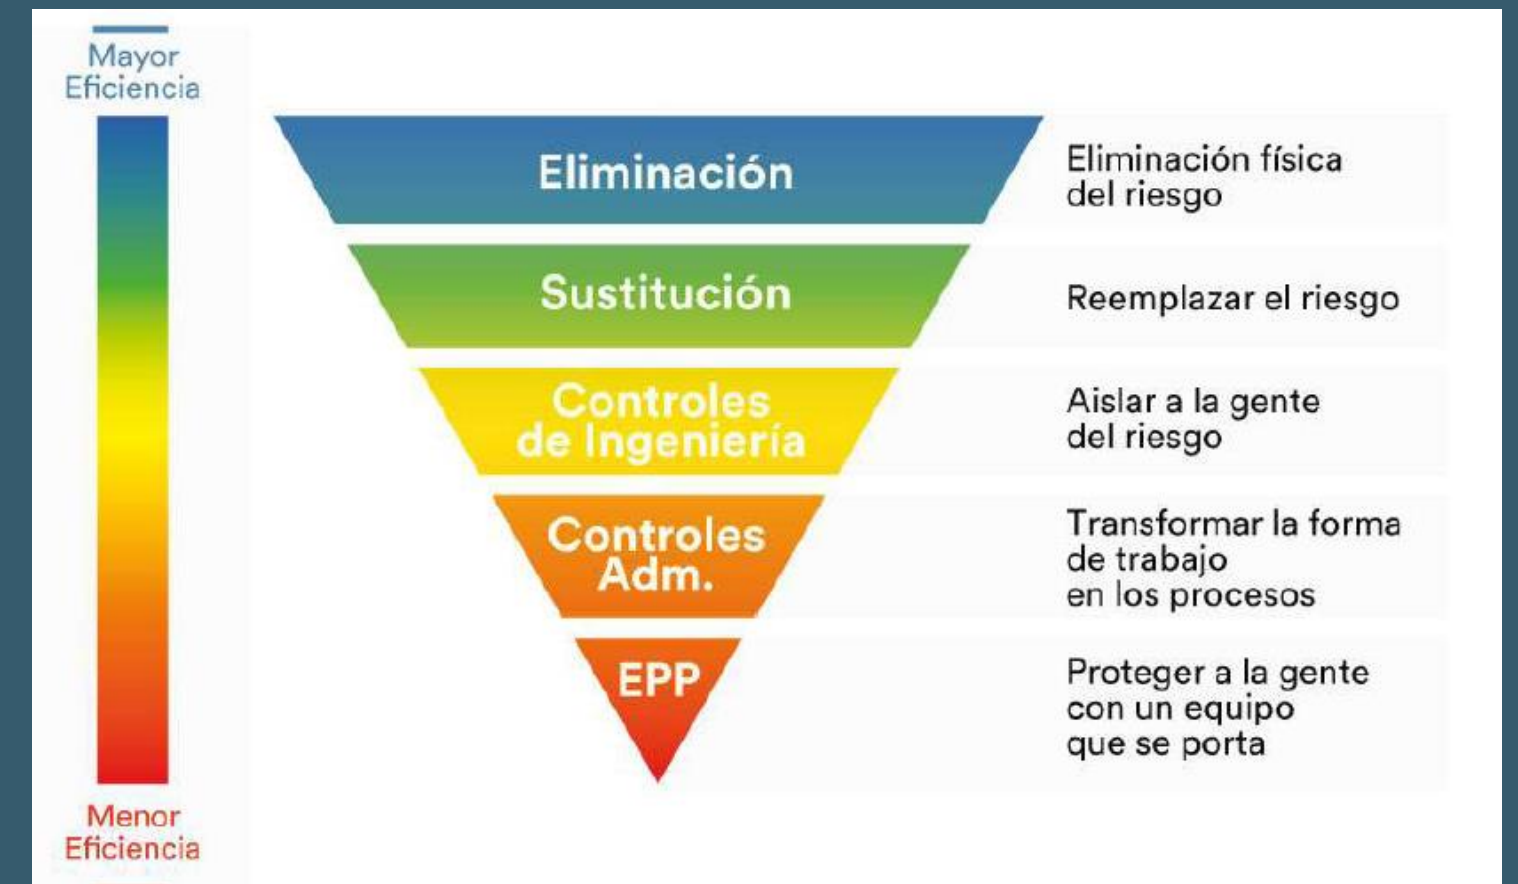 Mayor
Eficiencia
Eliminación
Eliminación física
del riesgo
Sustitución
Reemplazar el riesgo
Controles
de Ingeniería
Aislar a la gente
del riesgo
Controles
Adm.
Transformar la forma
de trabajo
en los procesos
EPP
Proteger a la gente
con un equipo
que se porta
Menor
Eficiencia